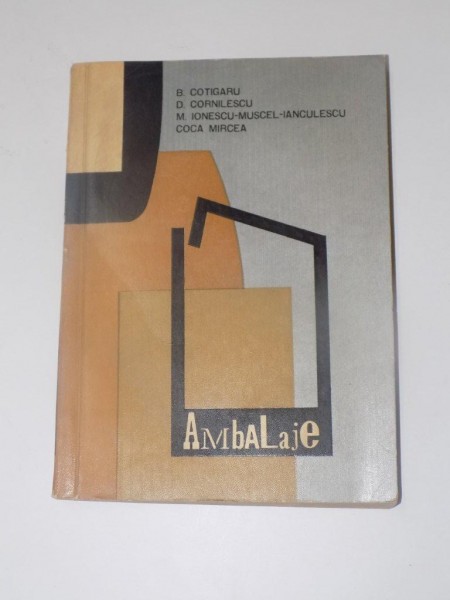 B. COTIGARU
D. CORNILESCU
M. IONESCU-MUSCEL-IANCULESCU
COCA MIRCEA
AMbALajE